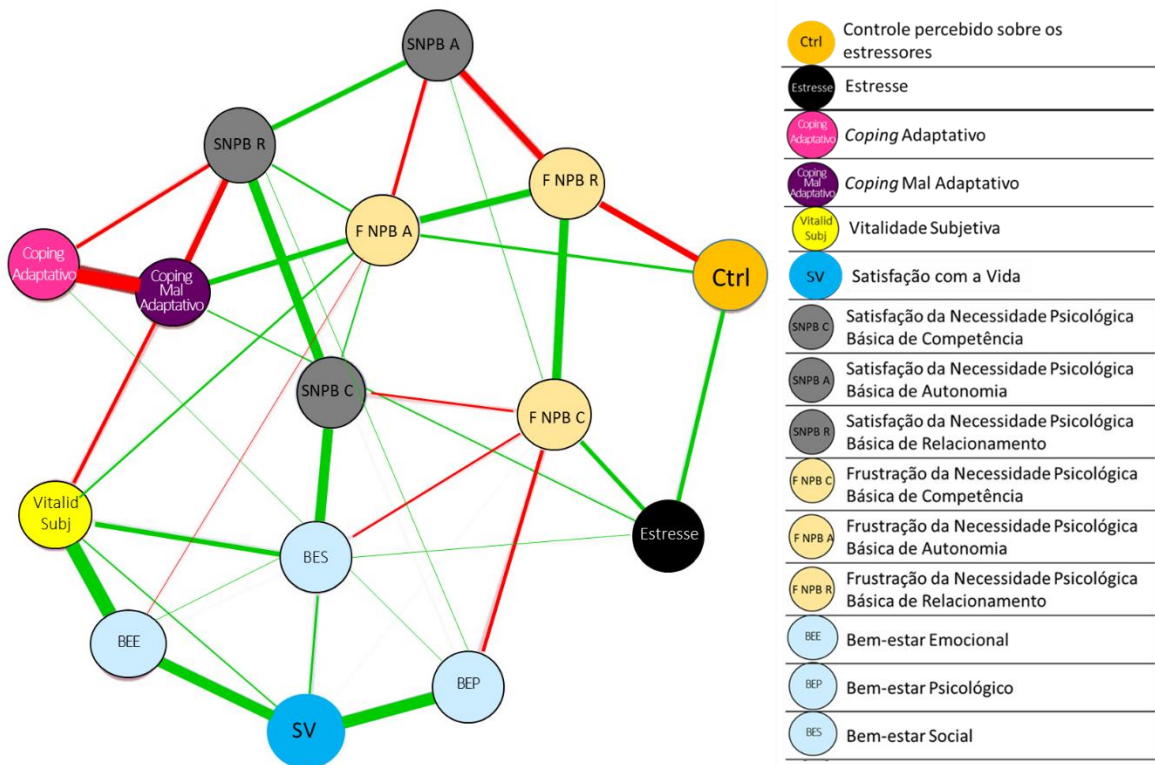 SNPB A
SNPB R
F NPB R
F NPB A
Coping
Adaptativo
Coping
Mal
Adaptativo
Ctrl
SNPB C
F NPB C
Vitalid
Subj
BES
Estresse
BEE
BEP
SV
Ctrl
Controle percebido sobre os
estressores
Estresse
Estresse
Coping
Adaptativo
Coping Adaptativo
Coping
Mal
Adaptativo
Coping Mal Adaptativo
Vitalid
Subj
Vitalidade Subjetiva
SV
Satisfação com a Vida
SNPB C
Satisfação da Necessidade Psicológica
Básica de Competência
SNPB A
Satisfação da Necessidade Psicológica
Básica de Autonomia
SNPB R
Satisfação da Necessidade Psicológica
Básica de Relacionamento
F NPB C
Frustração da Necessidade Psicológica
Básica de Competência
F NPB A
Frustração da Necessidade Psicológica
Básica de Autonomia
F NPB R
Frustração da Necessidade Psicológica
Básica de Relacionamento
BEE
Bem-estar Emocional
BEP
Bem-estar Psicológico
BES
Bem-estar Social